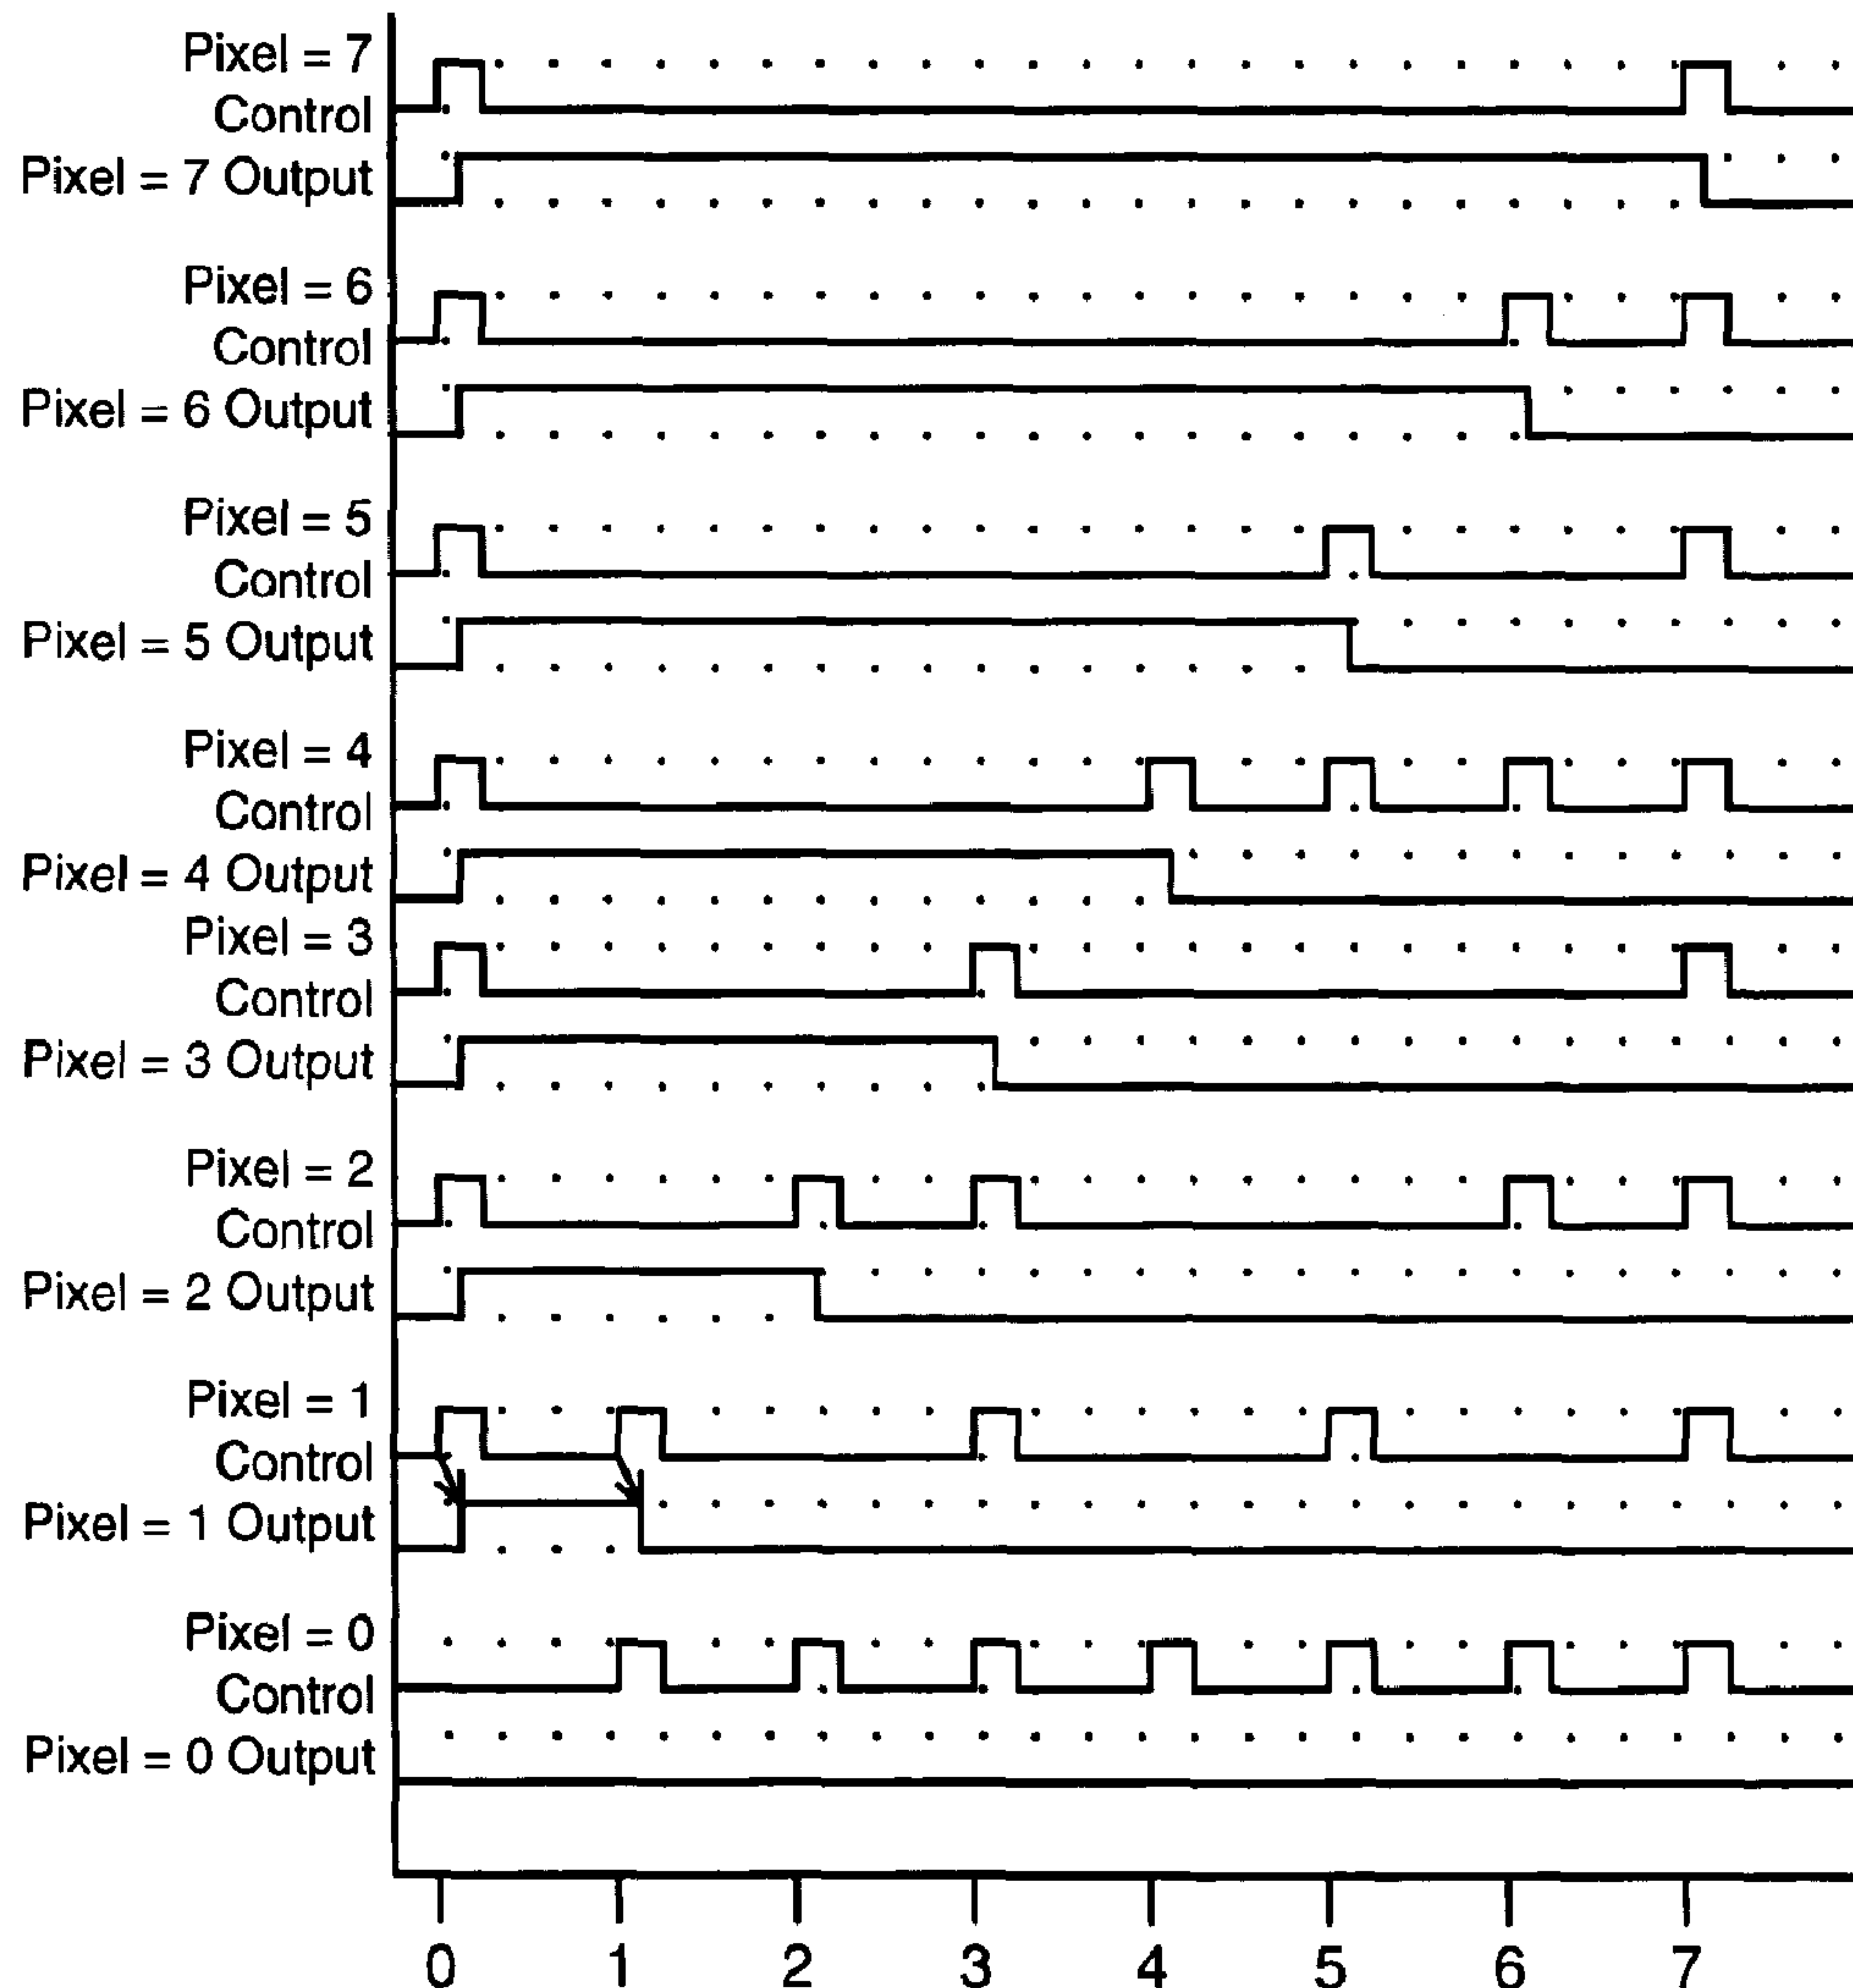 Pixel = 7
Control
Pixel = 7 Output
Pixel = 6
Control
Pixel = 6 Output
Pixel = 5
Control
Pixel = 5 Output
Pixel = 4
Control
Pixel = 4 Output
Pixel = 3
Control
Pixel = 3 Output
Pixel = 2
Control
Pixel = 2 Output
Pixel = 1
Control
Pixel = 1 Output
Pixel = 0
Control
Pixel = 0 Output
0 1 2 3 4 5 6 7